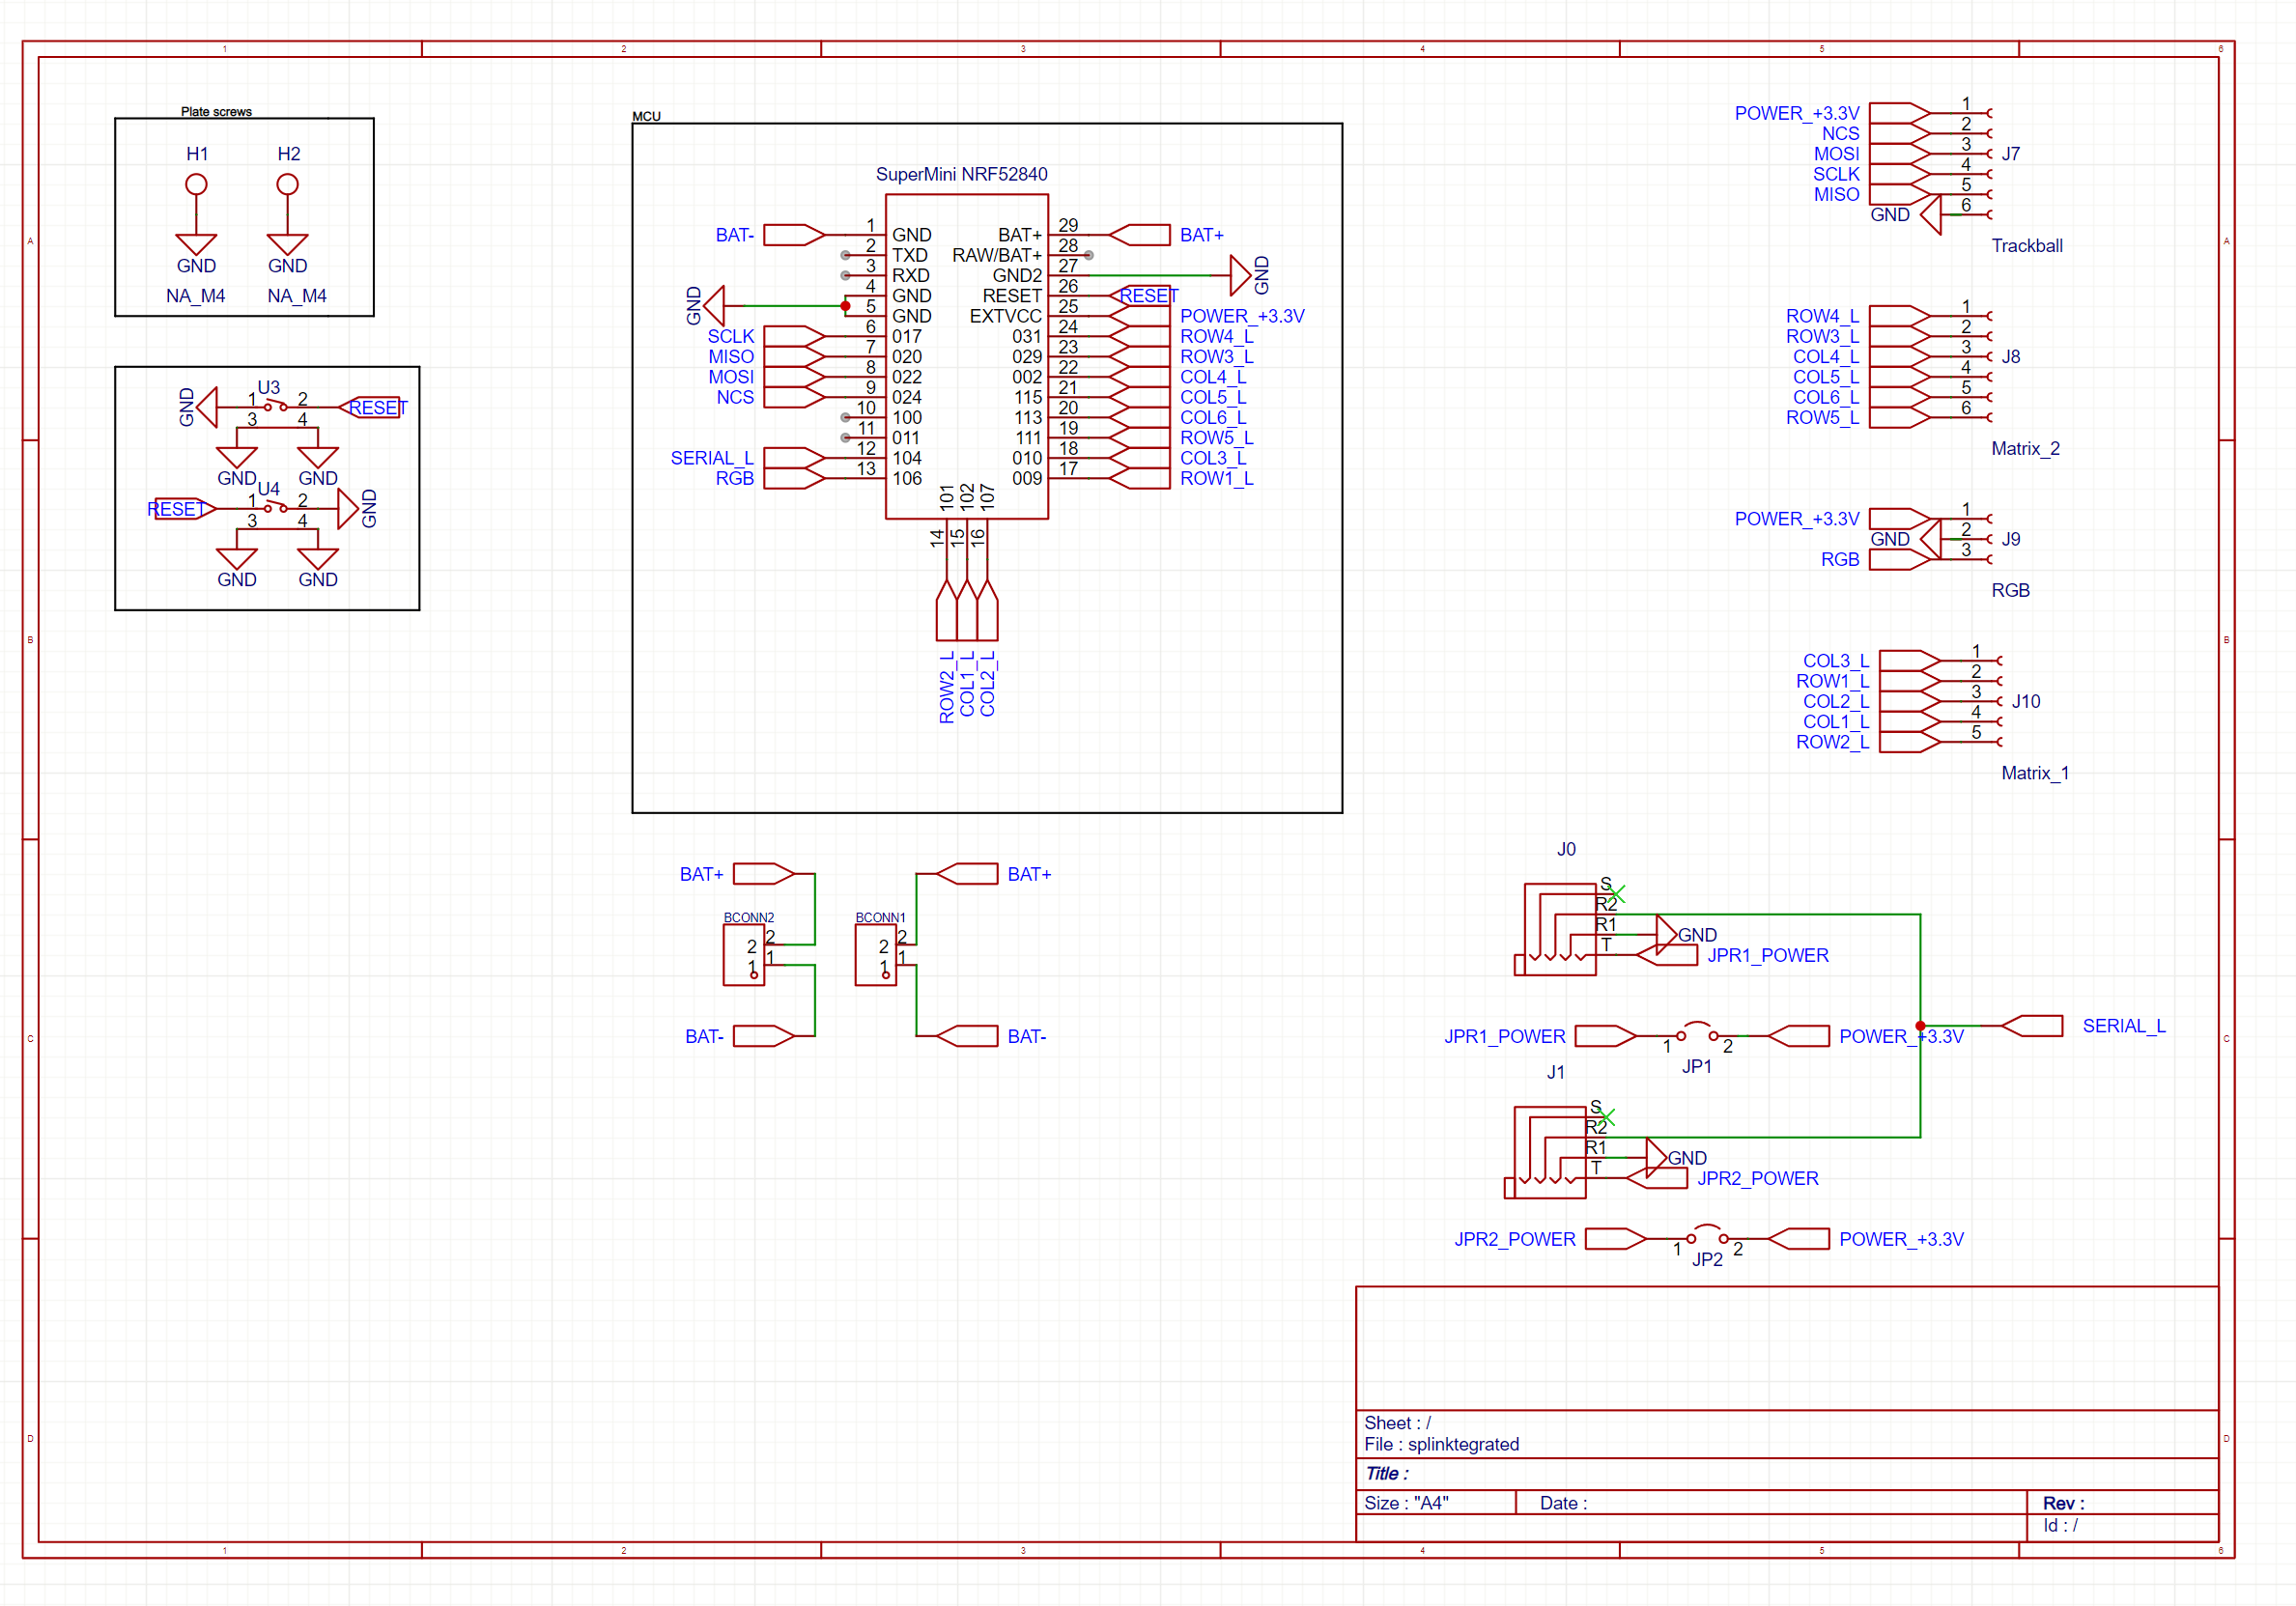 1 2 3 4 5 6
A
B
C
D
Plate screws
H1 H2
GND GND
NA_M4 NA_M4
GND 1 U3 2 RESET
3 4
GND GND
RESET 1 U4 2 GND
3 4
GND GND
MCU
SuperMini NRF52840
BAT- 1 GND
2 TXD
3 RXD
4 GND
GND
5 GND
SCLK 6 017
MISO 7 020
MOSI 8 022
NCS 9 024
10 100
11 011
SERIAL_L 12 104
RGB 13 106
BAT+ 29 BAT+
RAW/BAT+ 28
GND2 27 GND
RESET 26 RESET
EXTVCC 25 POWER_+3.3V
031 24 ROW4_L
029 23 ROW3_L
002 22 COL4_L
115 21 COL5_L
113 20 COL6_L
111 19 ROW5_L
010 18 COL3_L
009 17 ROW1_L
101 102 107
14 15 16
ROW2_L COL1_L COL2_L
POWER_+3.3V 1
NCS 2
MOSI 3 J7
SCLK 4
MISO 5
GND 6
Trackball
ROW4_L 1
ROW3_L 2
COL4_L 3 J8
COL5_L 4
COL6_L 5
ROW5_L 6
Matrix_2
POWER_+3.3V 1
GND 2 J9
RGB 3
RGB
COL3_L 1
ROW1_L 2
COL2_L 3 J10
COL1_L 4
ROW2_L 5
Matrix_1
BAT+ BAT+
BCONN2 BCONN1
2 2 2 2
1 1 1 1
BAT- BAT-
J0
S
R2
R1 GND
T JPR1_POWER
JPR1_POWER 1 2 POWER_+3.3V SERIAL_L
JP1
J1
S
R2
R1 GND
T JPR2_POWER
JPR2_POWER 1 2 POWER_+3.3V
JP2
Sheet : /
File : splinktegrated
Title :
Size : "A4" Date : Rev :
Id : /
A
B
C
D
1 2 3 4 5 6